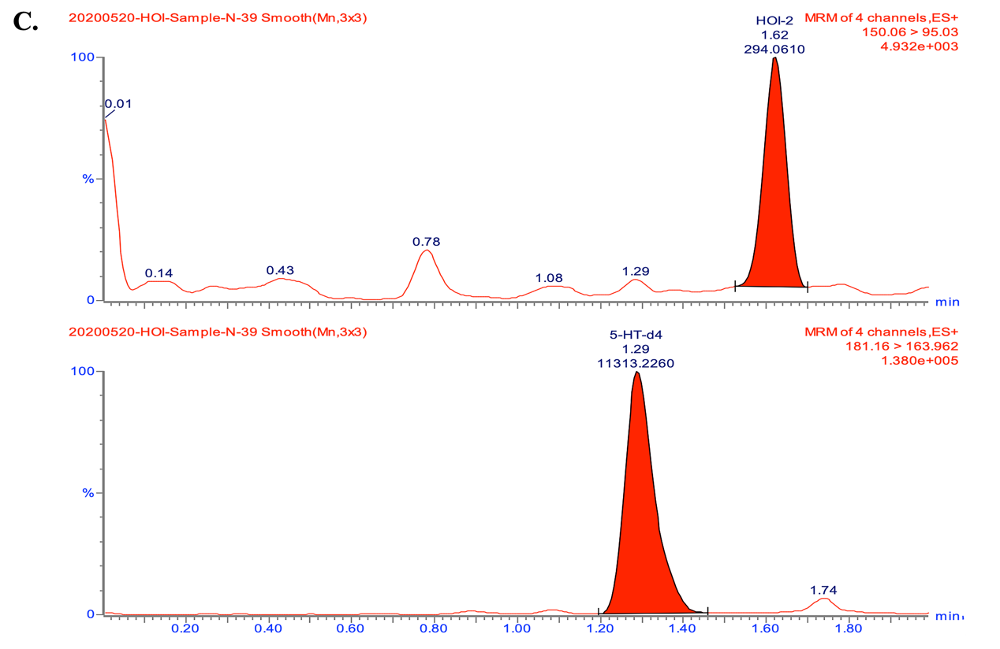 C.
20200520-HOI-Sample-N-39 Smooth(Mn,3x3)
MRM of 4 channels,ES+
150.06 > 95.03
4.932e+003
HOI-2
1.62
294.0610
100
%
0
0.01
0.14
0.43
0.78
1.08
1.29
min
20200520-HOI-Sample-N-39 Smooth(Mn,3x3)
MRM of 4 channels,ES+
181.16 > 163.962
1.380e+005
5-HT-d4
1.29
11313.2260
100
%
0
1.74
min
0.20 0.40 0.60 0.80 1.00 1.20 1.40 1.60 1.80